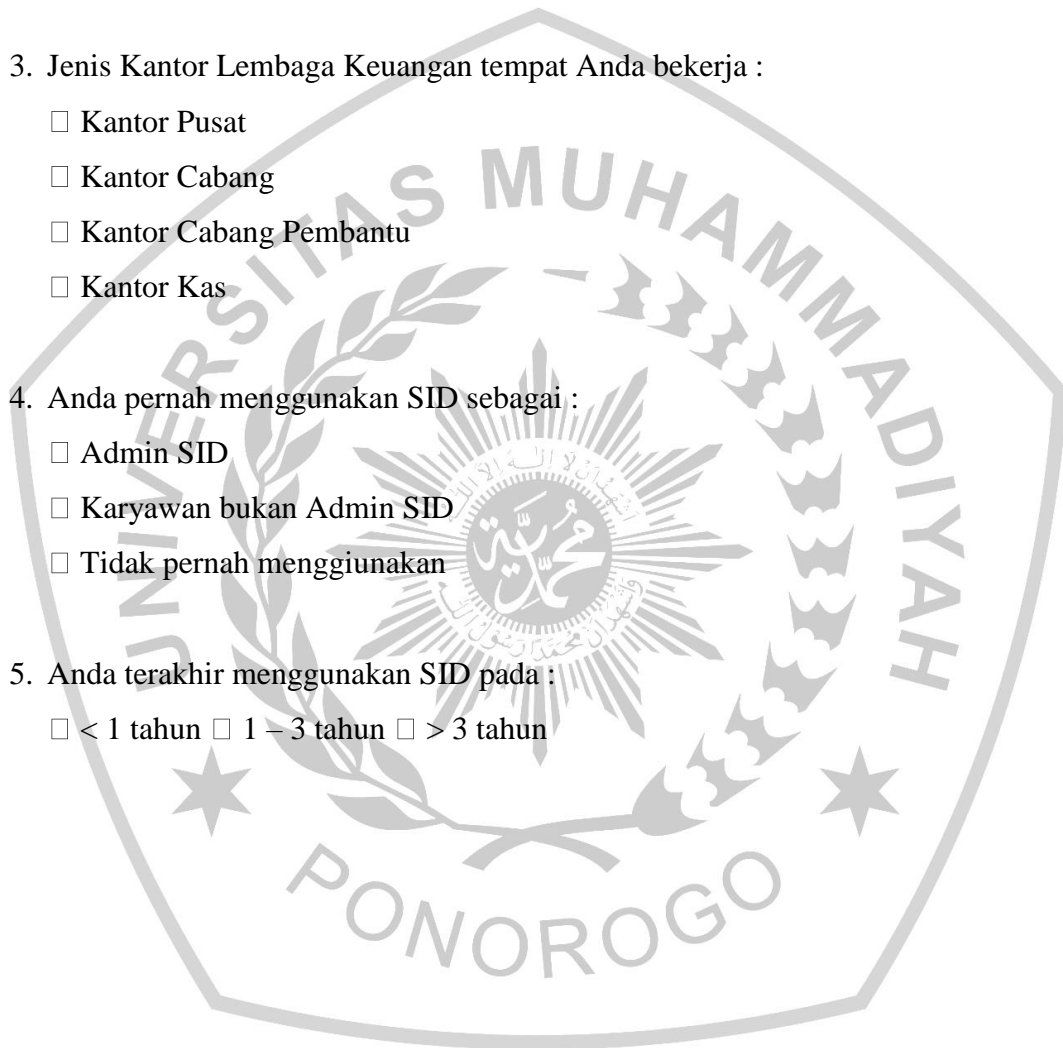 3. Jenis Kantor Lembaga Keuangan tempat Anda bekerja :
□ Kantor Pusat
□ Kantor Cabang
□ Kantor Cabang Pembantu
□ Kantor Kas
4. Anda pernah menggunakan SID sebagai :
□ Admin SID
□ Karyawan bukan Admin SID
□ Tidak pernah menggiunakan
5. Anda terakhir menggunakan SID pada :
□ < 1 tahun □ 1 – 3 tahun □ > 3 tahun
UNIVERSITAS MUHAMMADIYAH
PONOROGO